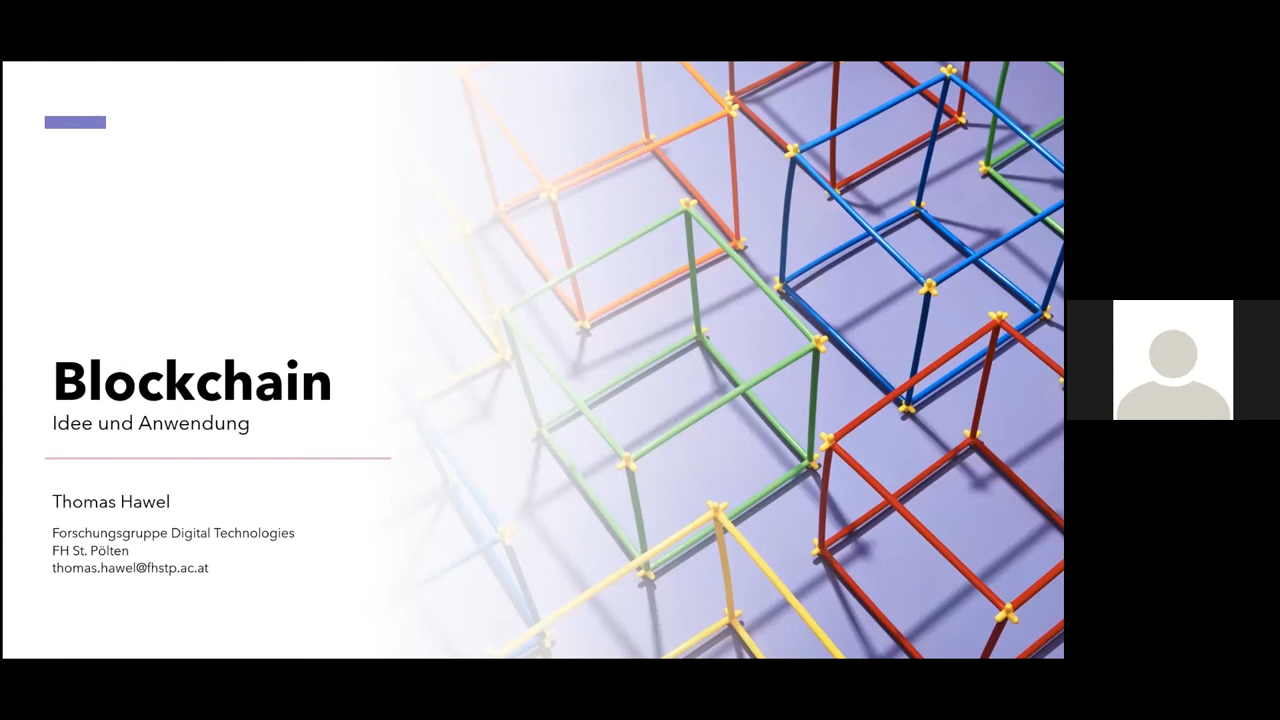 Blockchain
Idee und Anwendung
Thomas Hawel
Forschungsgruppe Digital Technologies
FH St. Pölten
thomas.hawel@fhstp.ac.at